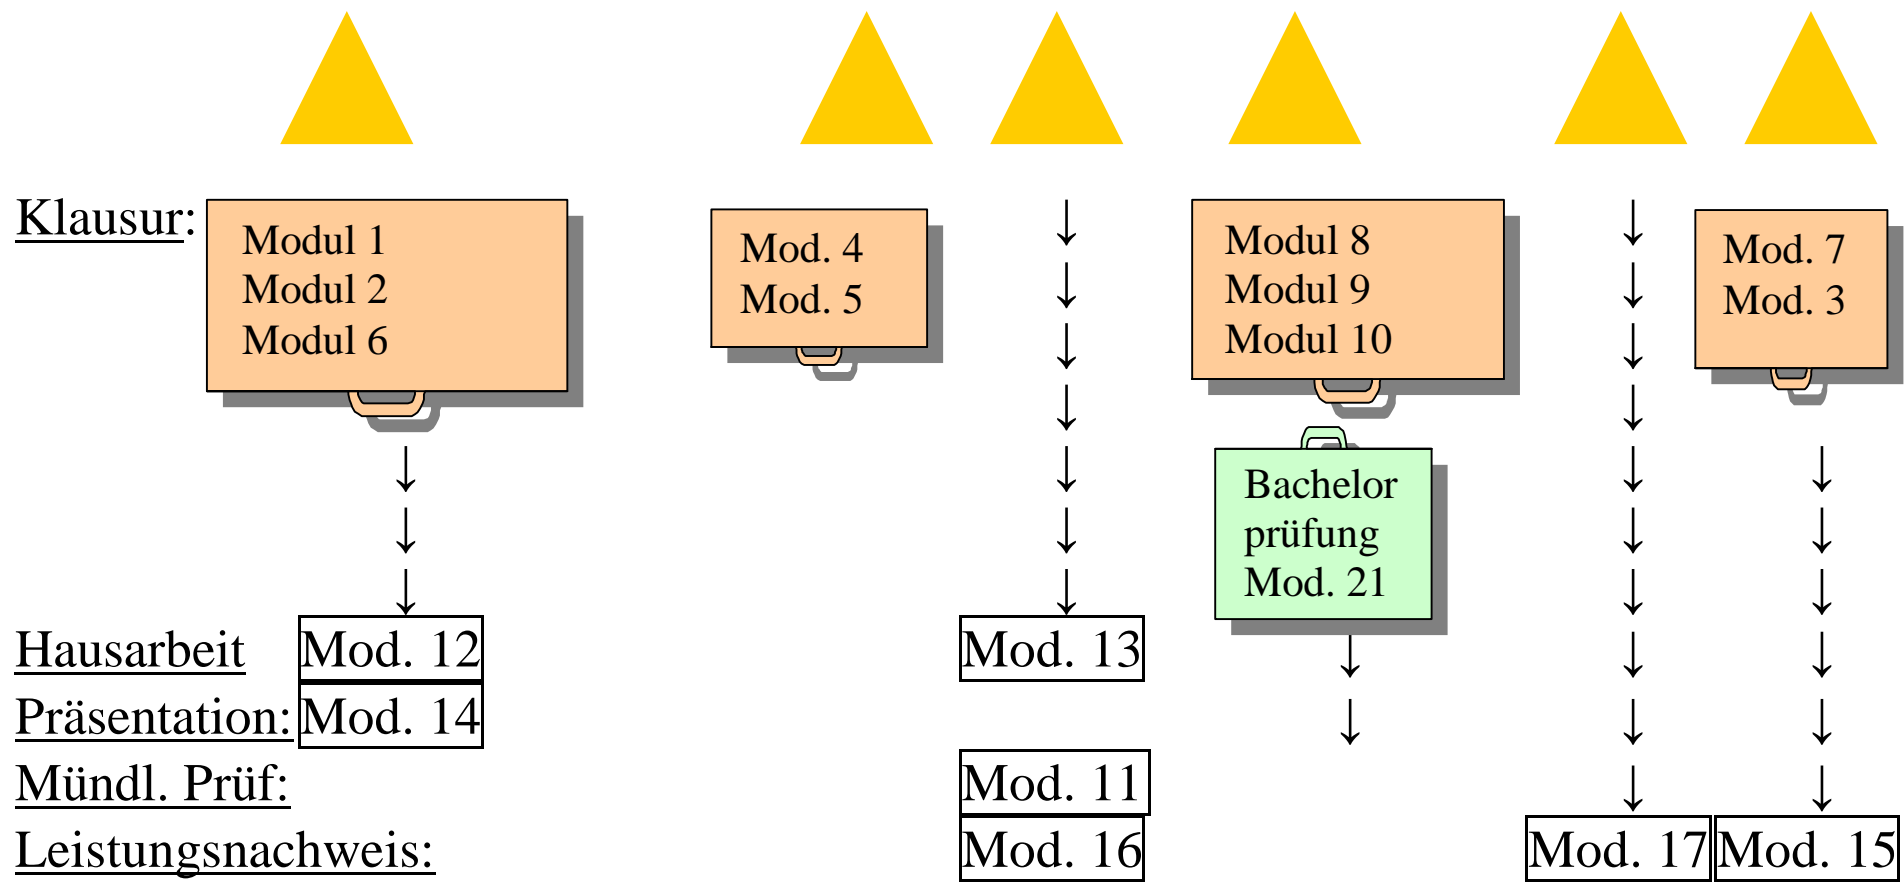 Klausur:
Modul 1
Modul 2
Modul 6
Mod. 4
Mod. 5
Modul 8
Modul 9
Modul 10
Mod. 7
Mod. 3
Bachelor
prüfung
Mod. 21
Hausarbeit Mod. 12 Mod. 13
Präsentation: Mod. 14
Mündl. Prüf: Mod. 11
Leistungsnachweis: Mod. 16 Mod. 17 Mod. 15